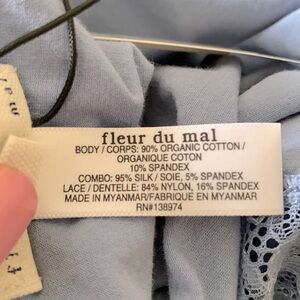 fleur du mal
BODY / CORPS: 90% ORGANIC COTTON /
ORGANIQUE COTON
10% SPANDEX
COMBO: 95% SILK / SOIE, 5% SPANDEX
LACE / DENTELLE: 84% NYLON, 16% SPANDEX
MADE IN MYANMAR/FABRIQUE EN MYANMAR
RN#138974